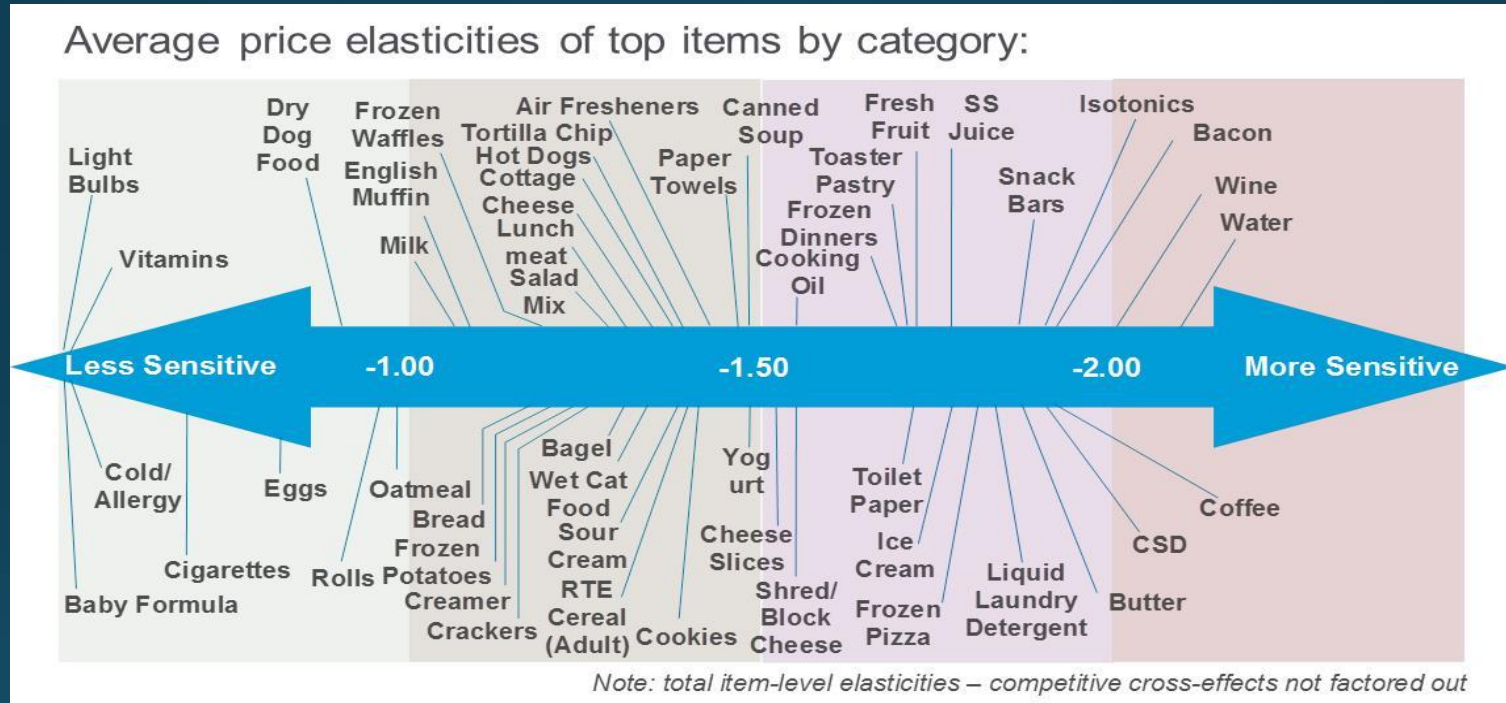 Average price elasticities of top items by category:
Light
Bulbs
Vitamins
Dry
Dog
Food
Frozen
Waffles
English
Muffin
Milk
Air Fresheners
Tortilla Chip
Hot Dogs
Cottage
Cheese
Lunch
meat
Salad
Mix
Paper
Towels
Canned
Soup
Fresh
Fruit
Toaster
Pastry
Frozen
Dinners
Cooking
Oil
SS
Juice
Snack
Bars
Isotonics
Bacon
Wine
Water
Less Sensitive
-1.00
-1.50
-2.00
More Sensitive
Cold/
Allergy
Baby Formula
Cigarettes
Eggs
Rolls
Oatmeal
Bread
Frozen
Potatoes
Creamer
Crackers
Bagel
Wet Cat
Food
Sour
Cream
RTE
Cereal
(Adult)
Cookies
Yog
urt
Cheese
Slices
Shred/
Block
Cheese
Toilet
Paper
Ice
Cream
Frozen
Pizza
Liquid
Laundry
Detergent
Butter
CSD
Coffee
Note: total item-level elasticities – competitive cross-effects not factored out